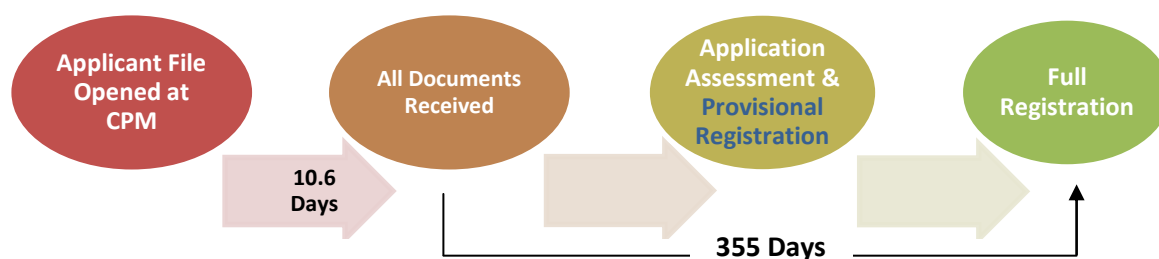 Applicant File
Opened at
CPM
All Documents
Received
Application
Assessment &
Provisional
Registration
Full
Registration
10.6
Days
355 Days